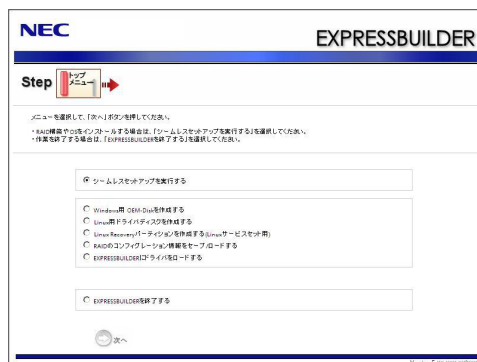 NEC
EXPRESSBUILDER
Step
トップ
メニュー
メニューを選択して、「次へ」ボタンを押してください。
・RAID構築やOSをインストールする場合は、「シームレスセットアップを実行する」を選択してください。
・作業を終了する場合は、「EXPRESSBUILDERを終了する」を選択してください。
シームレスセットアップを実行する
Windows用 OEM-Diskを作成する
Linux用ドライバディスクを作成する
Linux Recoveryパーティションを作成する(Linuxサービスセット用)
RAIDのコンフィグレーション情報をセーブ/ロードする
EXPRESSBUILDERにドライバをロードする
EXPRESSBUILDERを終了する
次へ